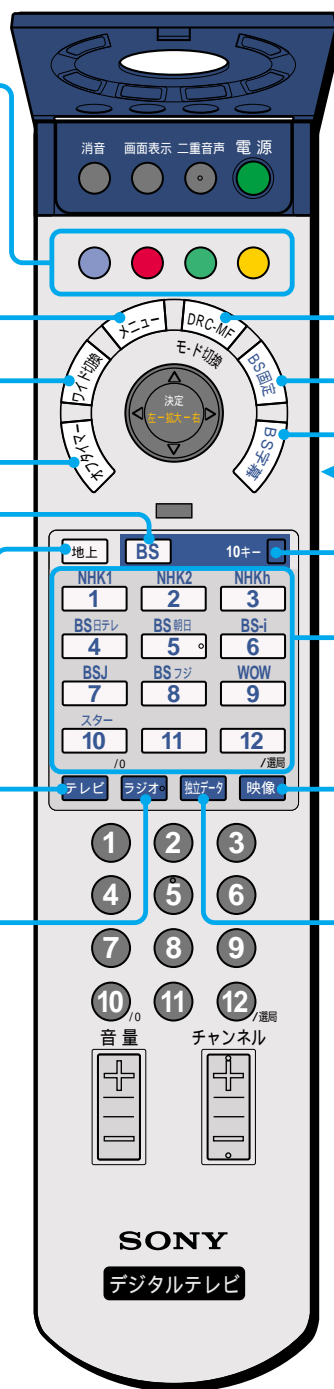 消音 画面表示 二重音声 電源
メニュー DRC-MF
モード切換
ワイド切換 BS固定
決定
左－拡大－右
オフタイマー BS字幕
地上 BS 10キー
NHK1 NHK2 NHKh
1 2 3
BS日テレ BS朝日 BS-i
4 5 6
BSJ BSフジ WOW
7 8 9
スター
10 11 12
/0 /選局
テレビ ラジオ 独立データ 映像
1 2 3
4 5 6
7 8 9
10/0 11 12/選局
音量 チャンネル
SONY
デジタルテレビ